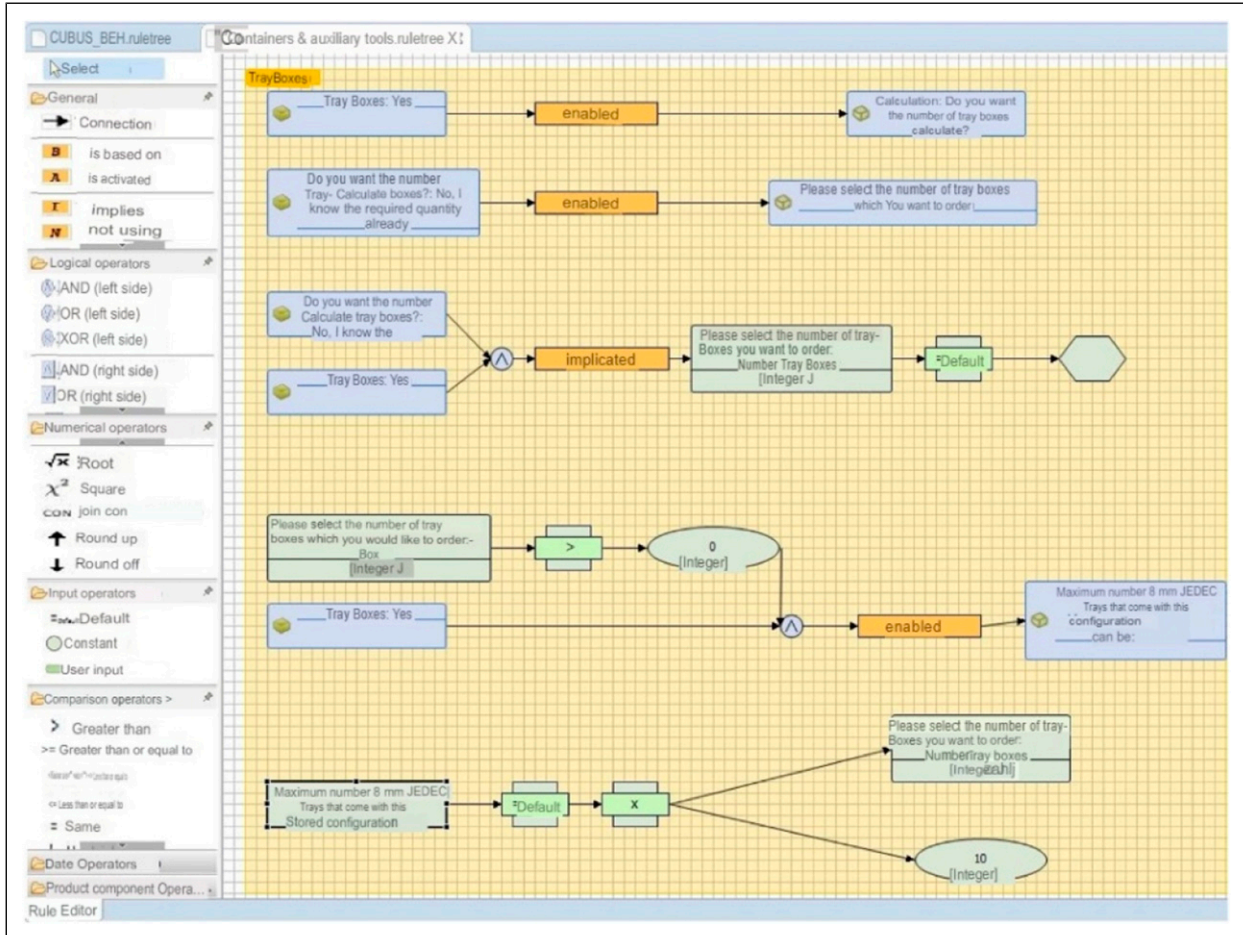 CUBUS_BEH.ruletree
Containers & auxiliary tools.ruletree X
Select
General
Connection
B is based on
A is activated
I implies
N not using
Logical operators
AND (left side)
OR (left side)
XOR (left side)
AND (right side)
OR (right side)
Numerical operators
Root
Square
CON join con
Round up
Round off
Input operators
Default
Constant
User input
Comparison operators >
> Greater than
>= Greater than or equal to
<= Less than or equal to
= Same
Date Operators
Product component Opera...
Rule Editor
TrayBoxes:
Tray Boxes: Yes
enabled
Calculation: Do you want
the number of tray boxes
calculate?
Do you want the number
Tray- Calculate boxes?: No, I
know the required quantity
already
enabled
Please select the number of tray boxes
which You want to order:
Do you want the number
Calculate tray boxes?:
No, I know the
Tray Boxes: Yes
implicated
Please select the number of tray-
Boxes you want to order:
Number Tray Boxes
[Integer J
=Default
Please select the number of tray
boxes which you would like to order:-
Box
[Integer J
>
0
[Integer]
Tray Boxes: Yes
enabled
Maximum number 8 mm JEDEC
Trays that come with this
configuration
can be:
Maximum number 8 mm JEDEC
Trays that come with this
Stored configuration
=Default
x
Please select the number of tray-
Boxes you want to order:
boxes
10
[Integer]